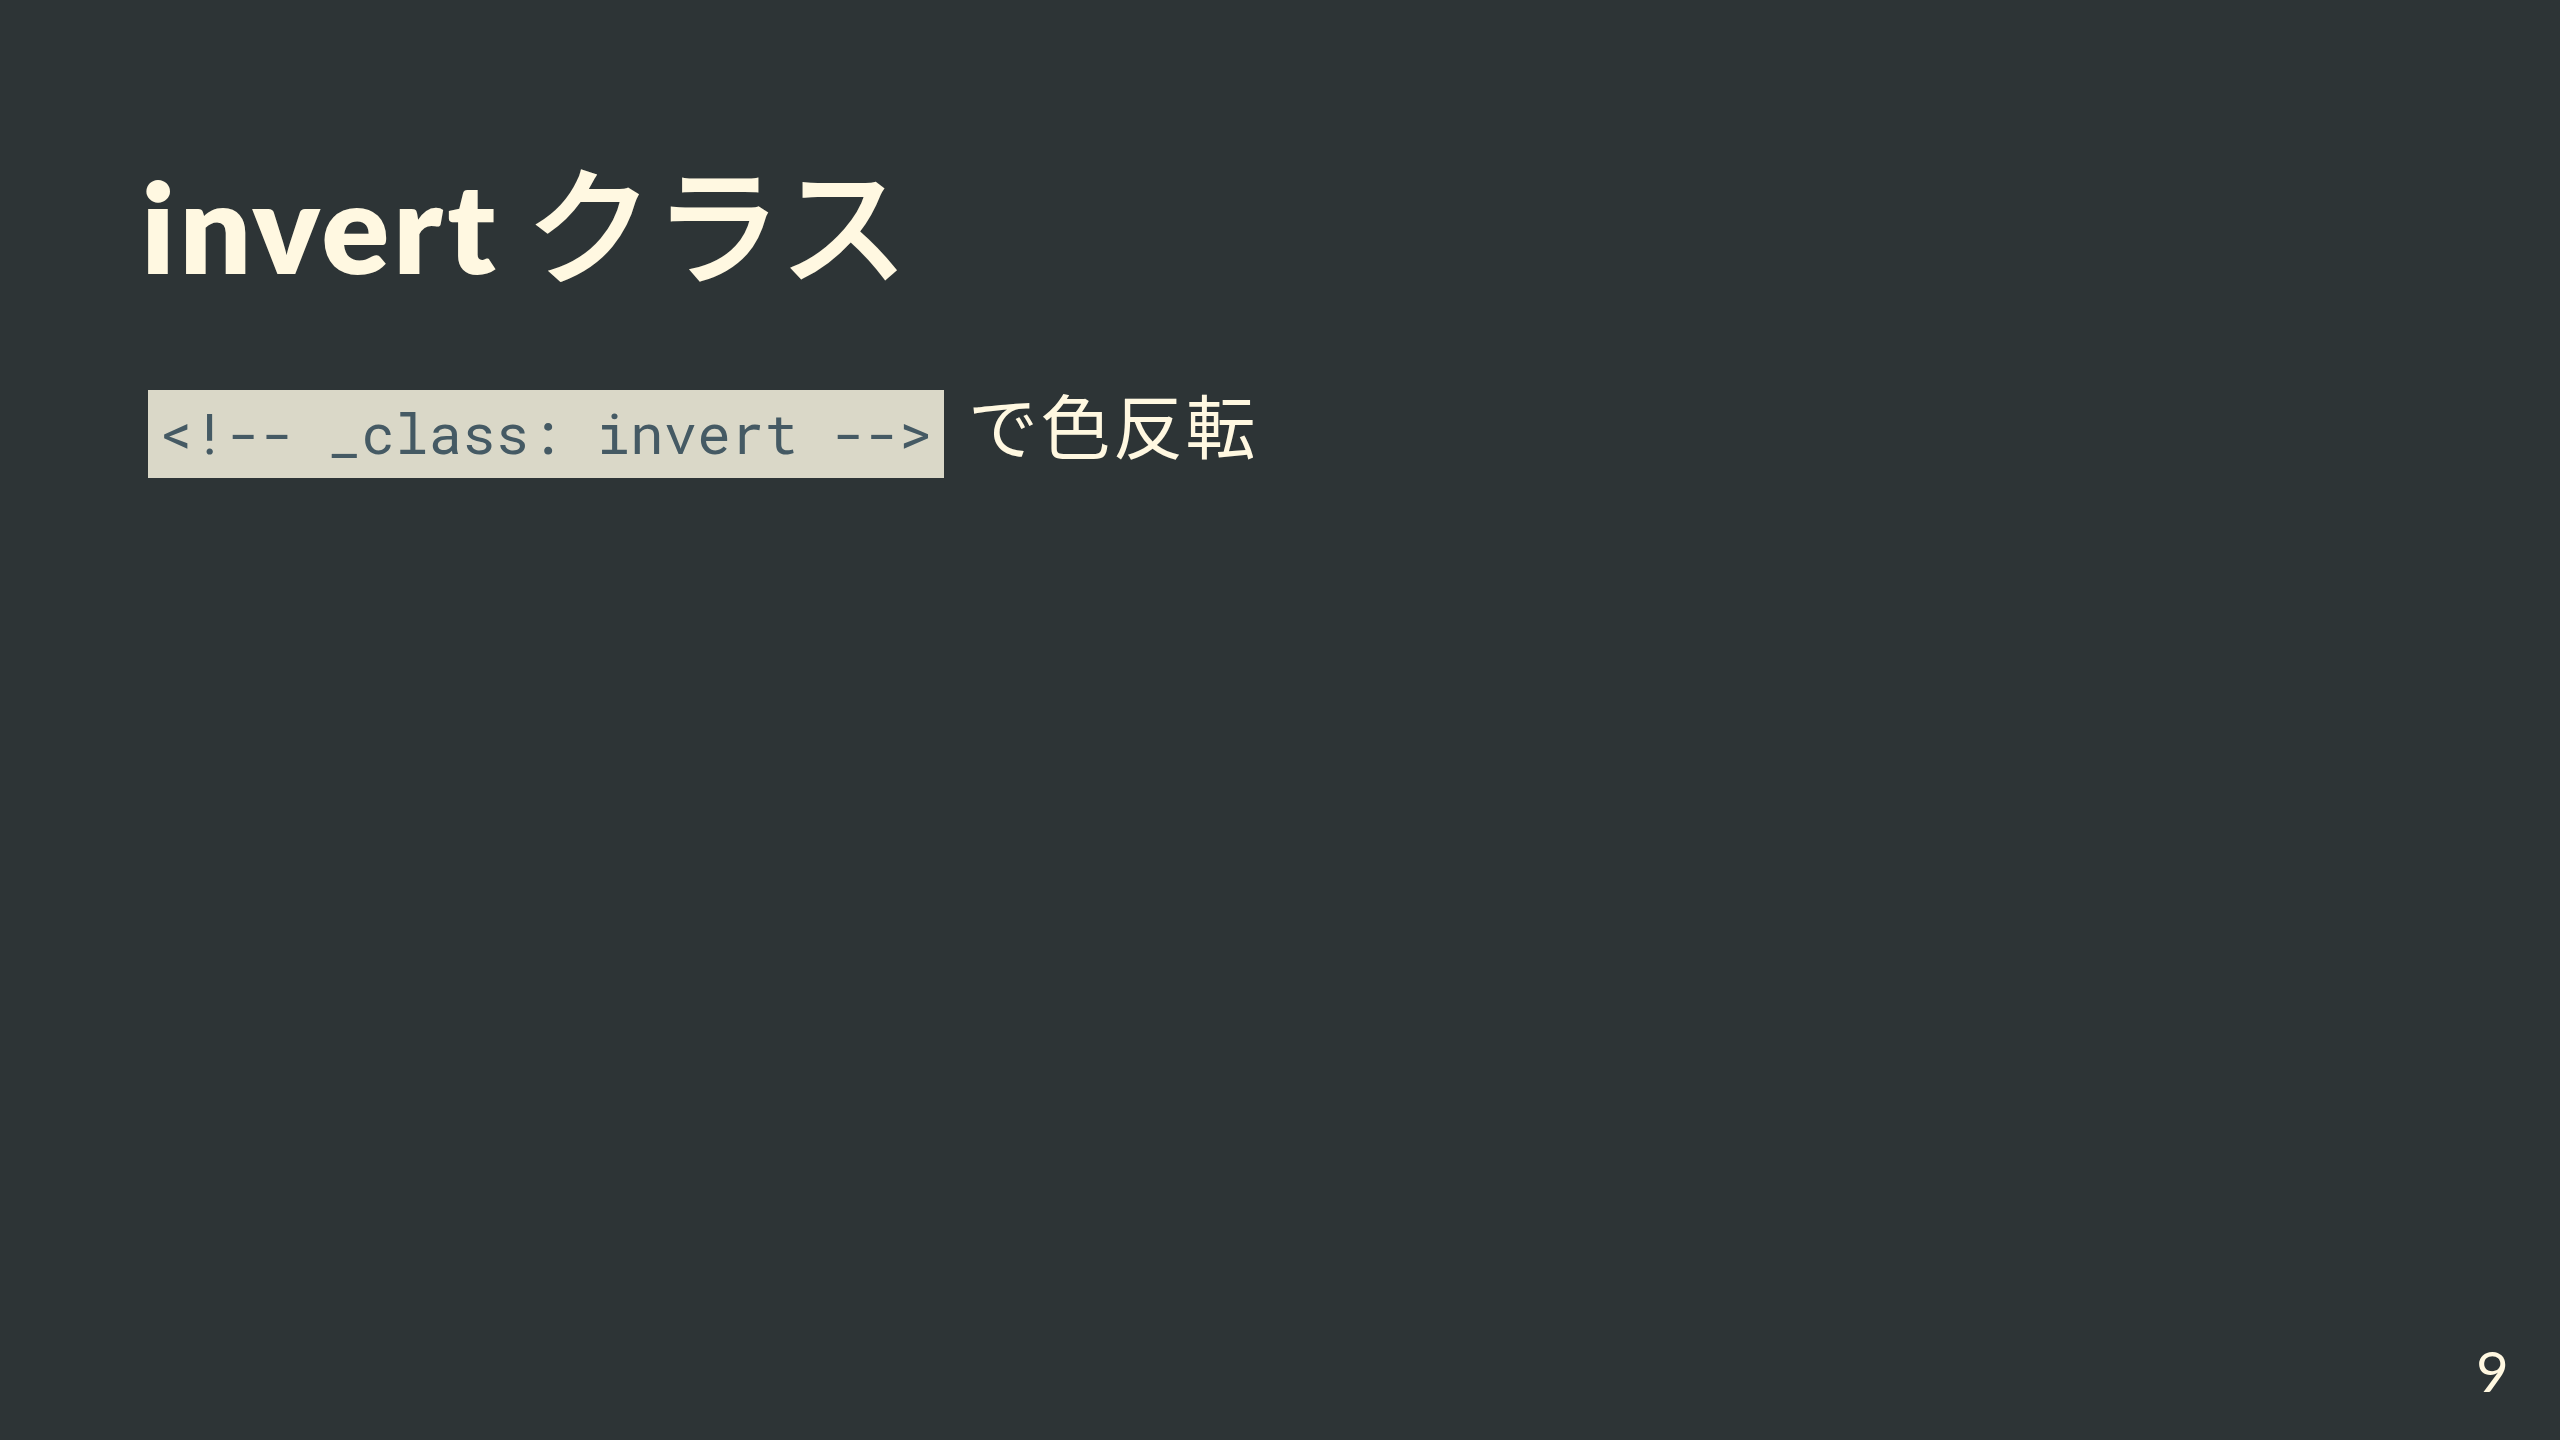 invert クラス
<!-- _class: invert --> で色反転
9